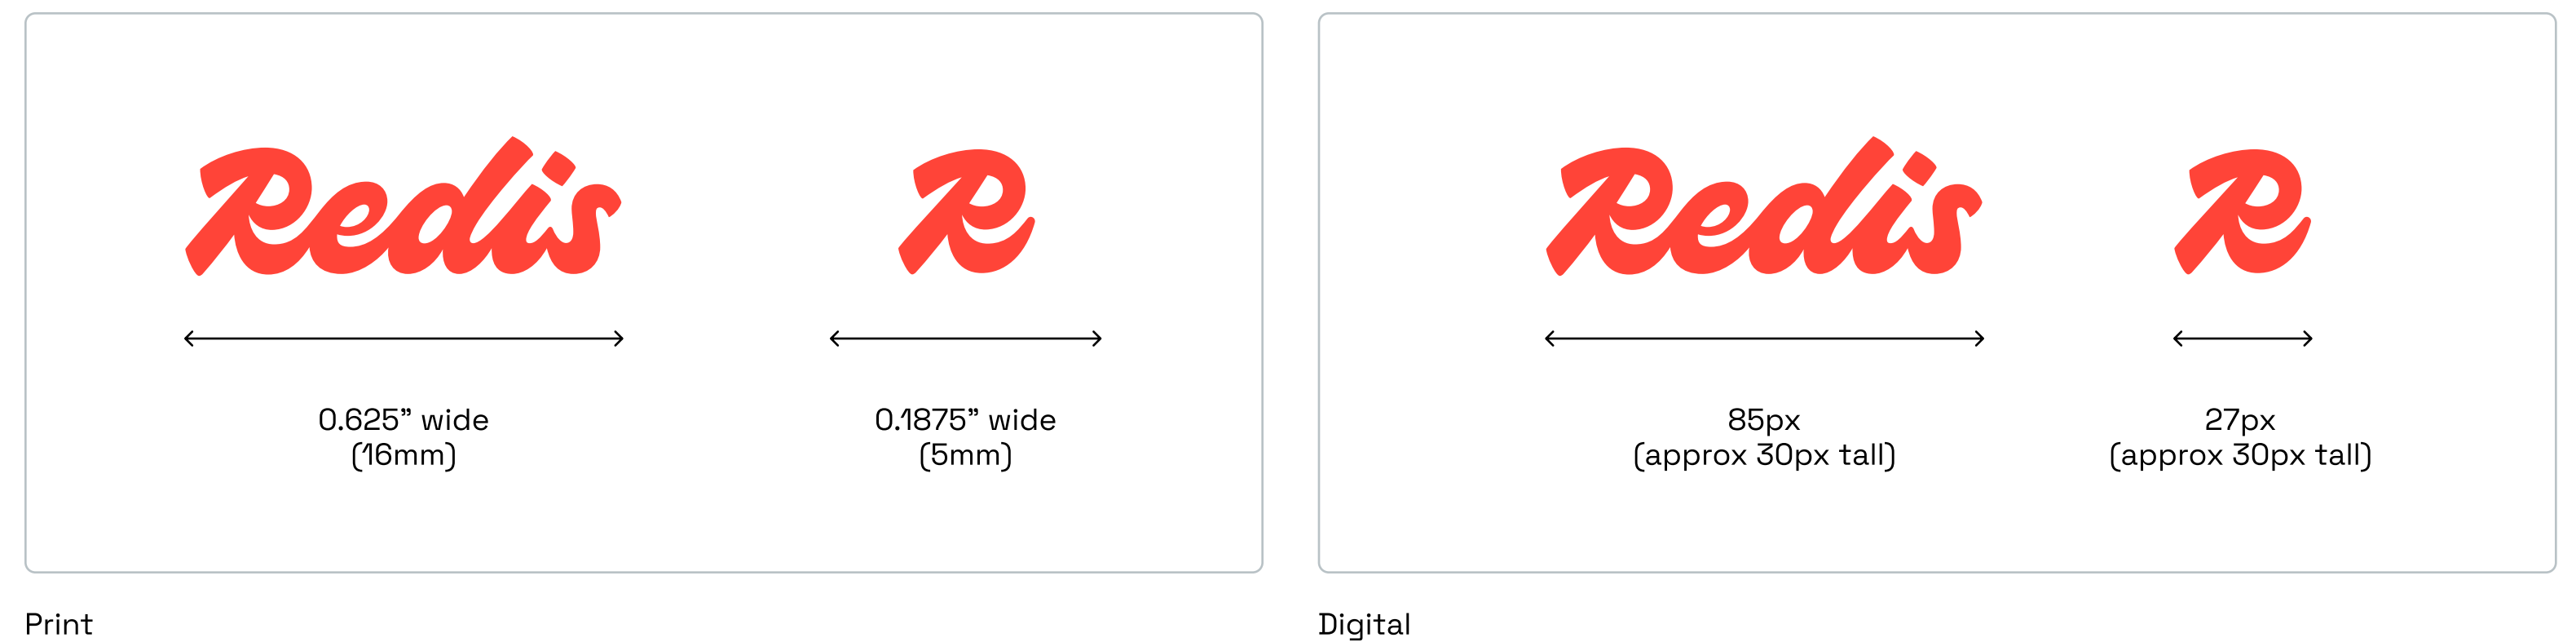 Redis
R
0.625” wide
(16mm)
0.1875” wide
(5mm)
Print
Redis
R
85px
(approx 30px tall)
27px
(approx 30px tall)
Digital